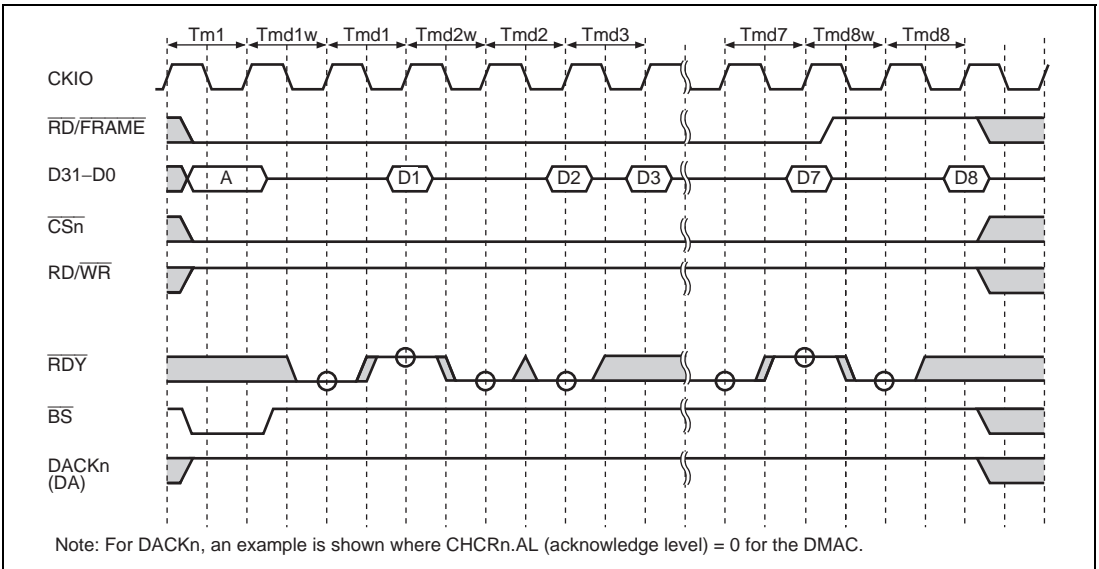 Tm1 Tmd1w Tmd1 Tmd2w Tmd2 Tmd3 Tmd7 Tmd8w Tmd8
CKIO
RD/FRAME
D31–D0 A D1 D2 D3 D7 D8
CSn
RD/WR
RDY
BS
DACKn
(DA)
Note: For DACKn, an example is shown where CHCRn.AL (acknowledge level) = 0 for the DMAC.